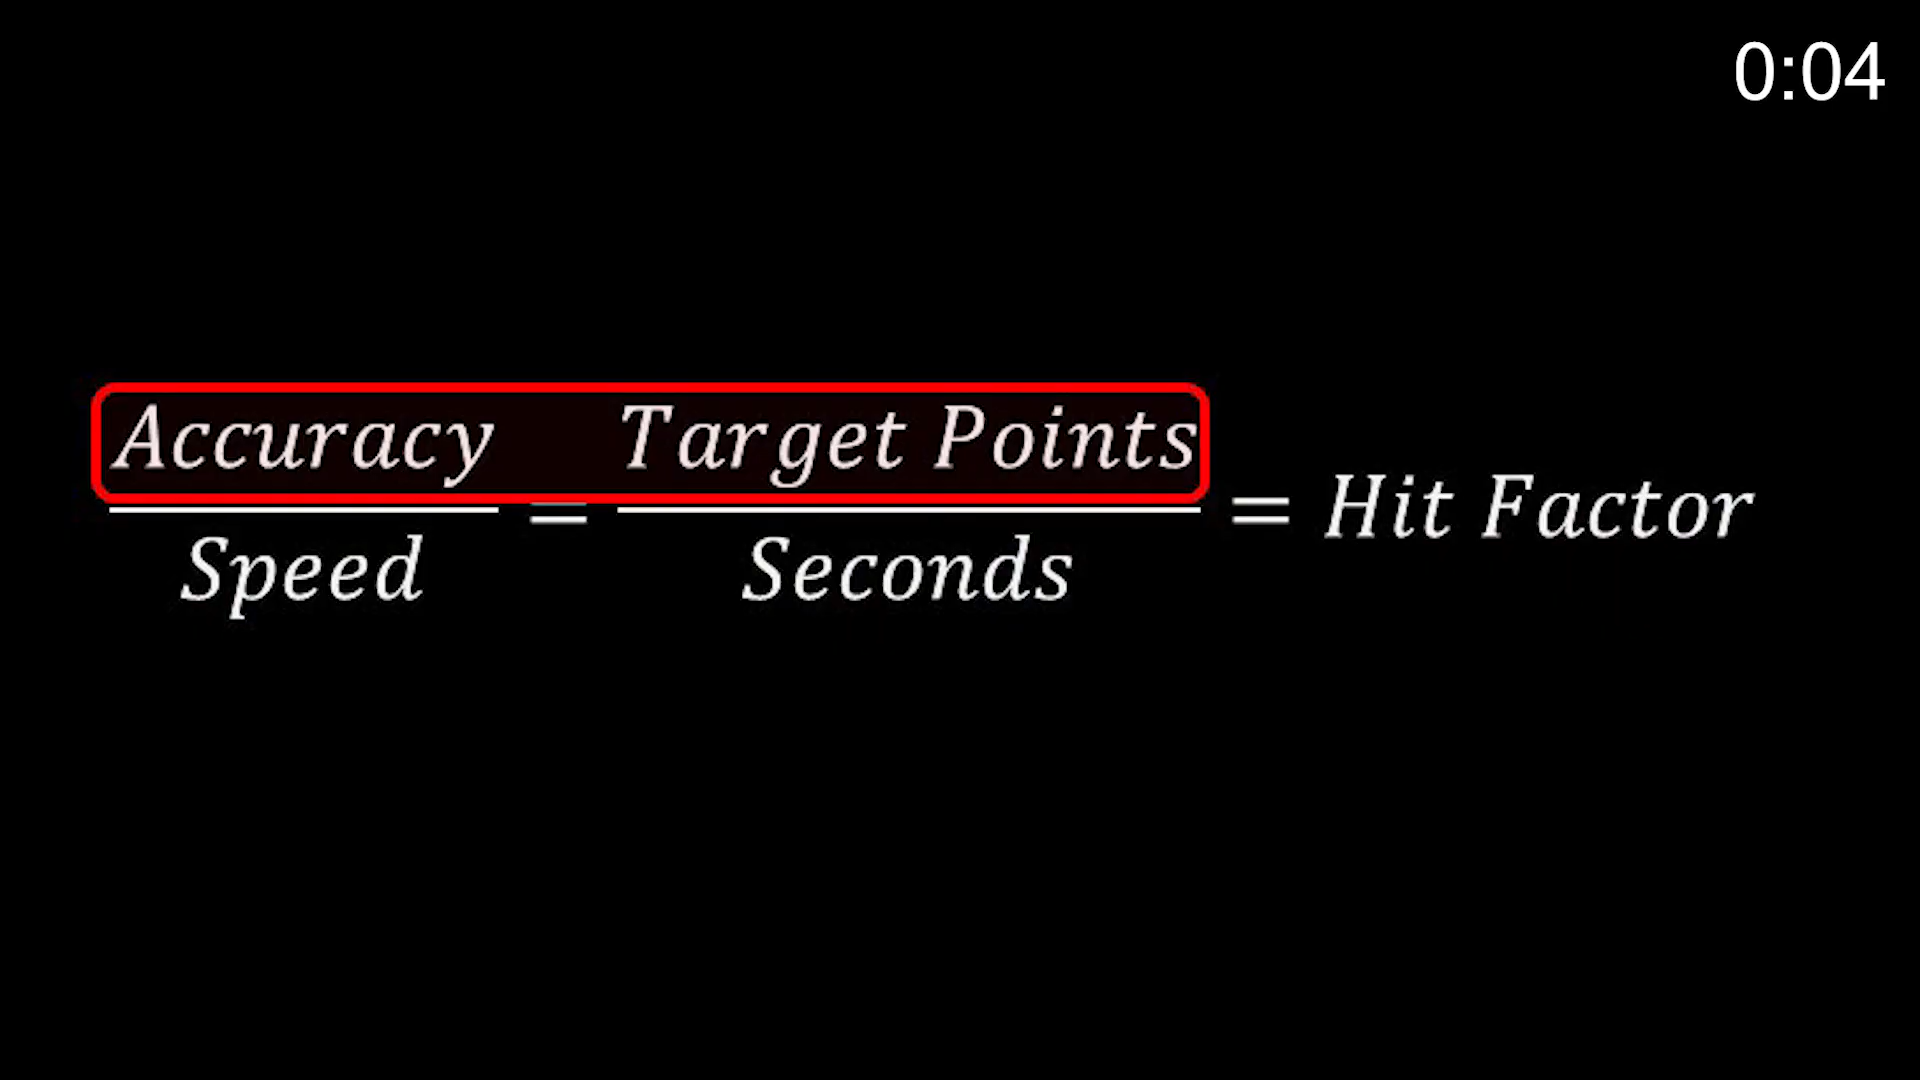 0:04
Accuracy Target Points
= = Hit Factor
Speed Seconds